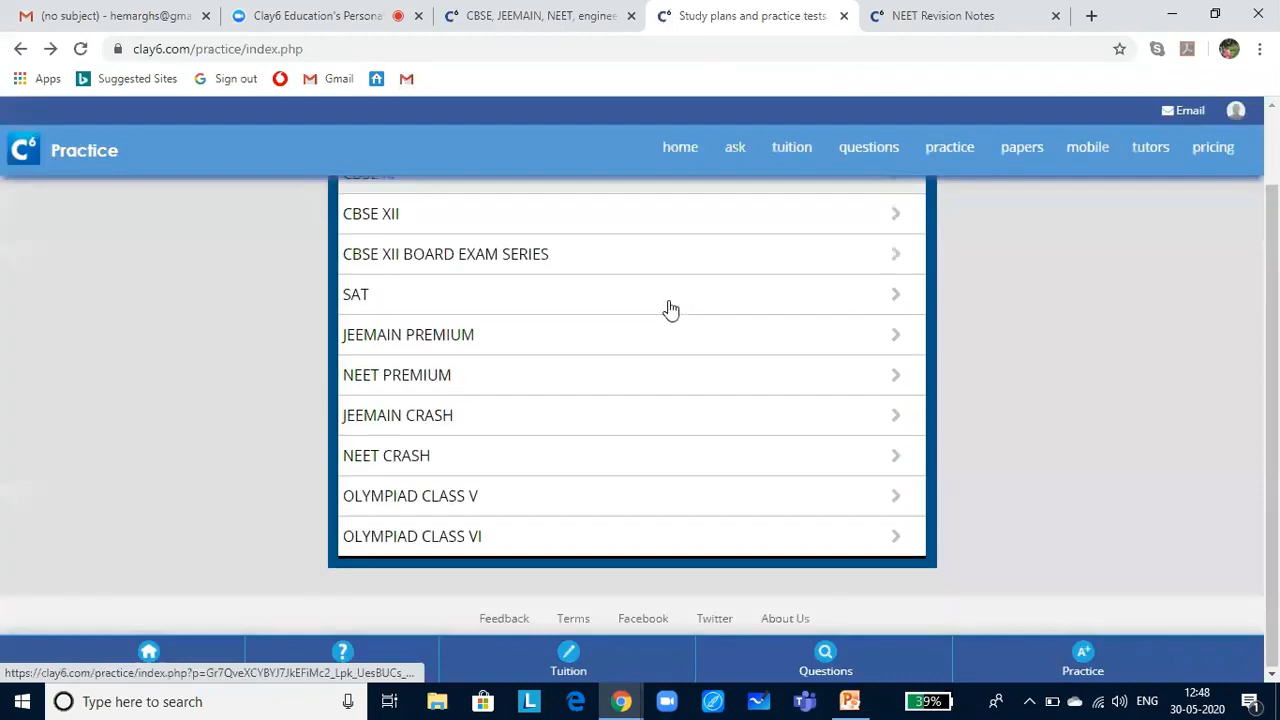 (no subject) - hemarghs@gma
Clay6 Education's Persona
CBSE, JEEMAIN, NEET, enginee
Study plans and practice tests
NEET Revision Notes
clay6.com/practice/index.php
Apps
Suggested Sites
Sign out
Gmail
Email
C6 Practice
home
ask
tuition
questions
practice
papers
mobile
tutors
pricing
CBSE XII
CBSE XII BOARD EXAM SERIES
SAT
JEEMAIN PREMIUM
NEET PREMIUM
JEEMAIN CRASH
NEET CRASH
OLYMPIAD CLASS V
OLYMPIAD CLASS VI
Feedback
Terms
Facebook
Twitter
About Us
https://clay6.com/practice/index.php?p=Gr7QveXCYBYJ7JkEFiMc2_Lpk_UesBUCs_...
Tuition
Questions
Practice
Type here to search
39%
ENG
12:48
30-05-2020